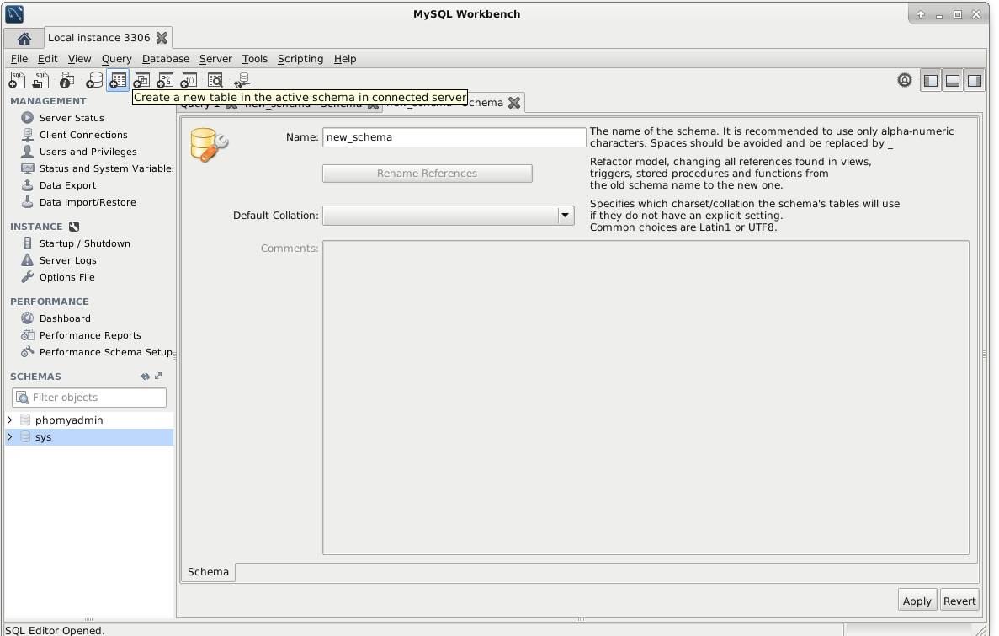 MySQL Workbench
Local instance 3306
File Edit View Query Database Server Tools Scripting Help
SQL SQL
Create a new table in the active schema in connected server
MANAGEMENT
Server Status
Client Connections
Users and Privileges
Status and System Variables
Data Export
Data Import/Restore
INSTANCE
Startup / Shutdown
Server Logs
Options File
PERFORMANCE
Dashboard
Performance Reports
Performance Schema Setup
SCHEMAS
Filter objects
phpmyadmin
sys
Query 1 new_schema - Schema new_schema - Schema
Name: new_schema
The name of the schema. It is recommended to use only alpha-numeric
characters. Spaces should be avoided and be replaced by _
Rename References
Refactor model, changing all references found in views,
triggers, stored procedures and functions from
the old schema name to the new one.
Default Collation:
Specifies which charset/collation the schema's tables will use
if they do not have an explicit setting.
Common choices are Latin1 or UTF8.
Comments:
Schema
Apply Revert
SQL Editor Opened.